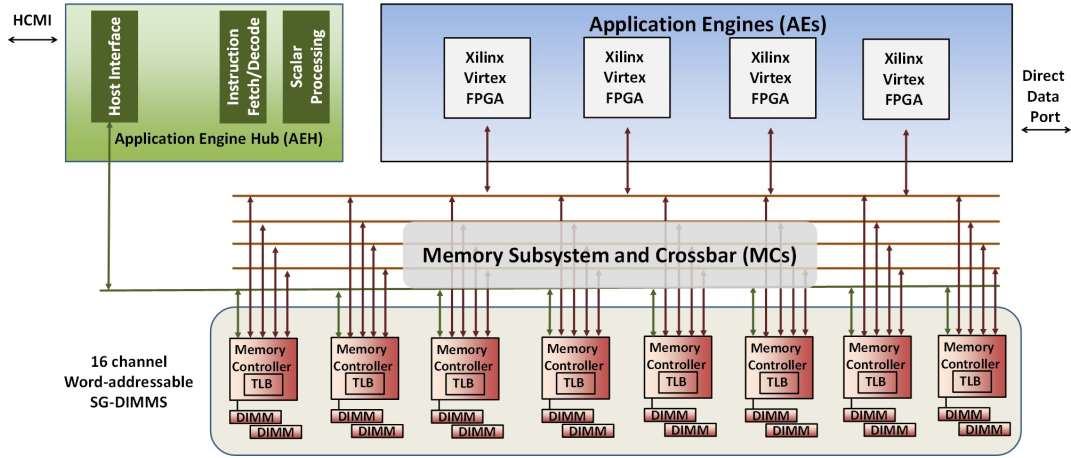 HCMI
Host Interface
Instruction
Fetch/Decode
Scalar
Processing
Application Engine Hub (AEH)
Application Engines (AEs)
Xilinx
Virtex
FPGA
Xilinx
Virtex
FPGA
Xilinx
Virtex
FPGA
Xilinx
Virtex
FPGA
Direct
Data
Port
Memory Subsystem and Crossbar (MCs)
16 channel
Word-addressable
SG-DIMMS
Memory
Controller
TLB
DIMM
DIMM
Memory
Controller
TLB
DIMM
DIMM
Memory
Controller
TLB
DIMM
DIMM
Memory
Controller
TLB
DIMM
DIMM
Memory
Controller
TLB
DIMM
DIMM
Memory
Controller
TLB
DIMM
DIMM
Memory
Controller
TLB
DIMM
DIMM
Memory
Controller
TLB
DIMM
DIMM